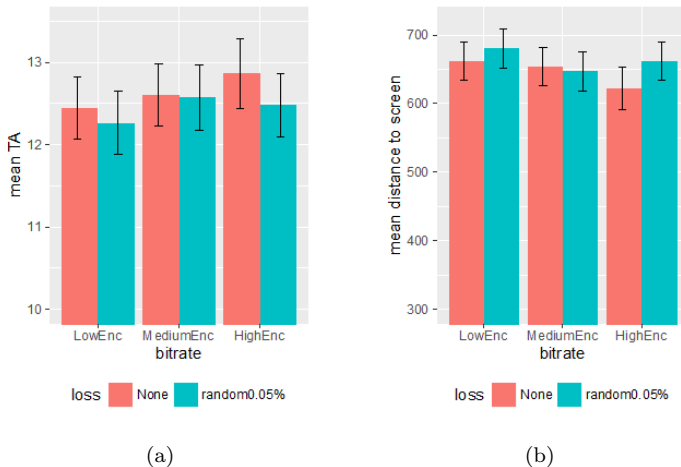 mean TA
13
12
11
10
LowEnc MediumEnc HighEnc
bitrate
loss None random0.05%
(a)
mean distance to screen
700
600
500
400
300
LowEnc MediumEnc HighEnc
bitrate
loss None random0.05%
(b)